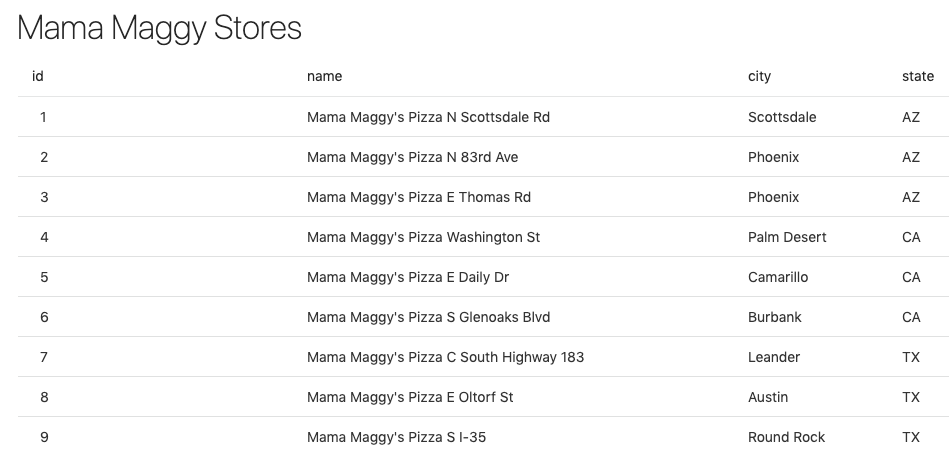 Mama Maggy Stores
id name city state
1 Mama Maggy's Pizza N Scottsdale Rd Scottsdale AZ
2 Mama Maggy's Pizza N 83rd Ave Phoenix AZ
3 Mama Maggy's Pizza E Thomas Rd Phoenix AZ
4 Mama Maggy's Pizza Washington St Palm Desert CA
5 Mama Maggy's Pizza E Daily Dr Camarillo CA
6 Mama Maggy's Pizza S Glenoaks Blvd Burbank CA
7 Mama Maggy's Pizza C South Highway 183 Leander TX
8 Mama Maggy's Pizza E Oltorf St Austin TX
9 Mama Maggy's Pizza S I-35 Round Rock TX